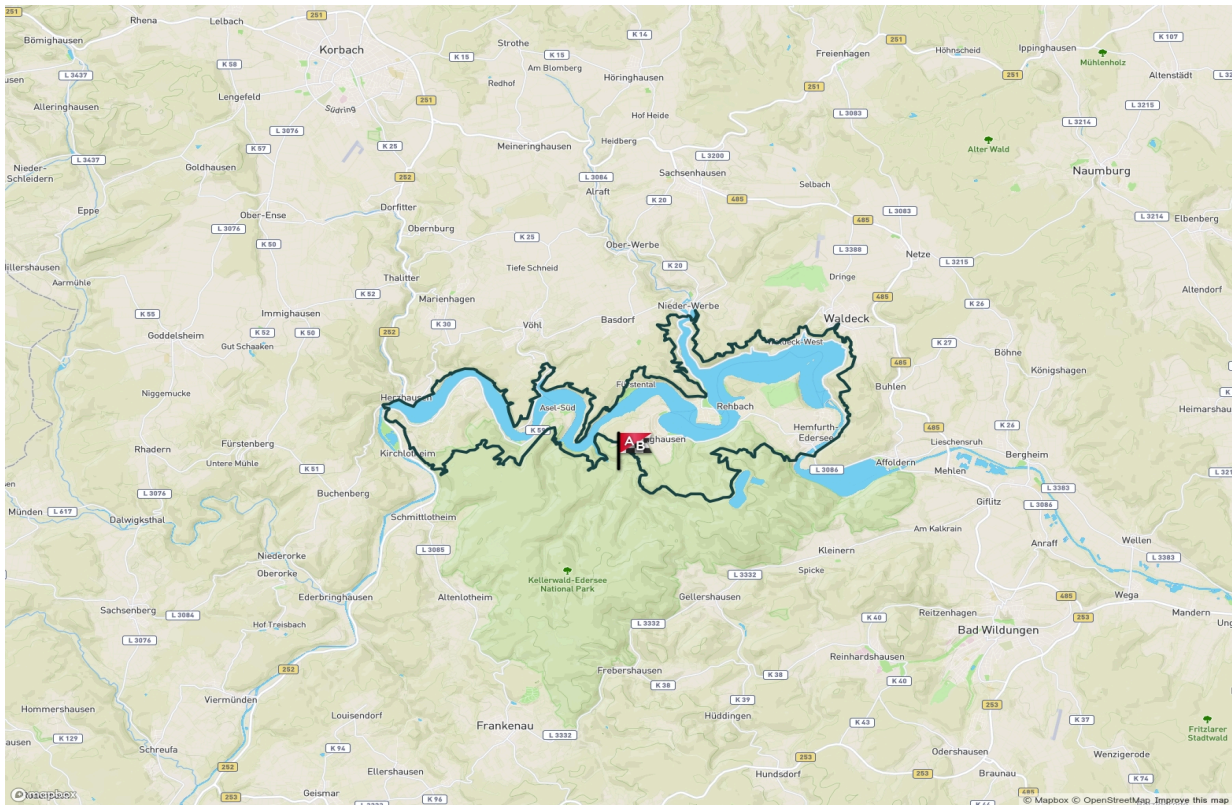 Rhena
Lelbach
251
Strothe
K 14
K 107
Bömighausen
Korbach
K 15
K 15
485
Ippinghausen
Freienhagen
Höhnscheid
Am Blomberg
Mühlenholz
K 58
Höringhausen
251
251
Altenstädt
L 3437
Redhof
Lengefeld
Alleringhausen
Südring
251
Hof Heide
L 3083
L 3215
L 3076
L 3214
Heidberg
K 57
K 25
Meineringhausen
Alter Wald
L 3437
L 3200
Nieder-Schleidern
Goldhausen
252
L 3084
Sachsenhausen
Naumburg
Alraft
Selbach
K 20
485
Eppe
Dorfitter
L 3083
Ober-Ense
485
L 3214
Elbenberg
L 3076
Obernburg
K 25
K 50
Ober-Werbe
L 3388
Netze
L 3215
Tiefe Schneid
K 20
Thalitter
Dringe
Aarmühle
Altendorf
K 52
Marienhagen
485
Nieder-Werbe
K 26
K 55
Immighausen
Basdorf
Waldeck
K 30
Vöhl
252
Goddelsheim
K 52
K 50
Gut Schaaken
K 27
Böhne
Königshagen
Niggemucke
Fürstental
Buhlen
Herzhausen
Asel-Süd
Rehbach
Fürstenberg
K 26
Hemfurth-Edersee
485
Rhadern
Kirchlotheim
A
B
Lieschensruh
Untere Mühle
K 51
Affoldern
Bergheim
L 3086
Mehlen
Buchenberg
L 3383
L 3076
Giflitz
L 3086
Münden
L 617
Dalwigksthal
Schmittlotheim
Am Kalkrain
Anraff
Wellen
L 3085
Kleinern
Niederorke
L 3383
Oberorke
Kellerwald-Edersee
National Park
L 3332
Spicke
Ederbringhausen
Altenlotheim
Gellershausen
485
Wega
Sachsenberg
L 3084
Reitzenhagen
253
Mandern
Hof Treisbach
L 3332
K 40
Bad Wildungen
L 3076
Reinhardshausen
252
Frebershausen
K 38
K 38
K 40
Viermünden
K 39
253
Hommershausen
Louisendorf
Hüddingen
K 43
K 37
Frankenau
Fritzlarer
Stadtwald
K 129
L 3332
K 94
Odershausen
Wenzigerode
Schreufa
253
252
Ellershausen
Hundsdorf
Braunau
K 74
253
Geismar
K 96
485
mapbox
© Mapbox © OpenStreetMap Improve this map